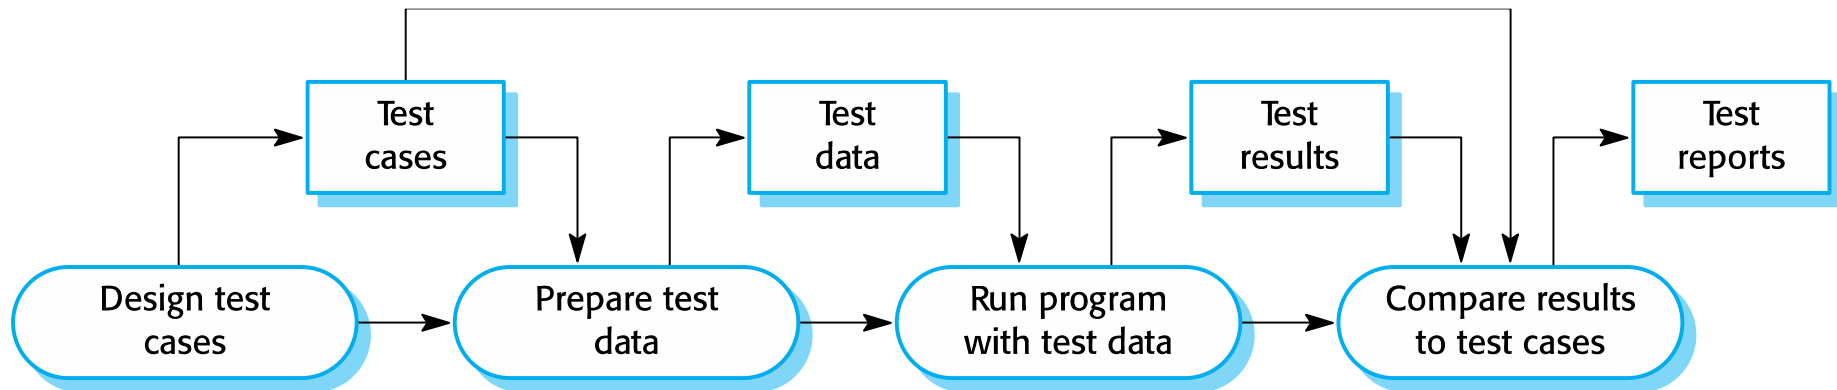 Test
cases
Test
data
Test
results
Test
reports
Design test
cases
Prepare test
data
Run program
with test data
Compare results
to test cases